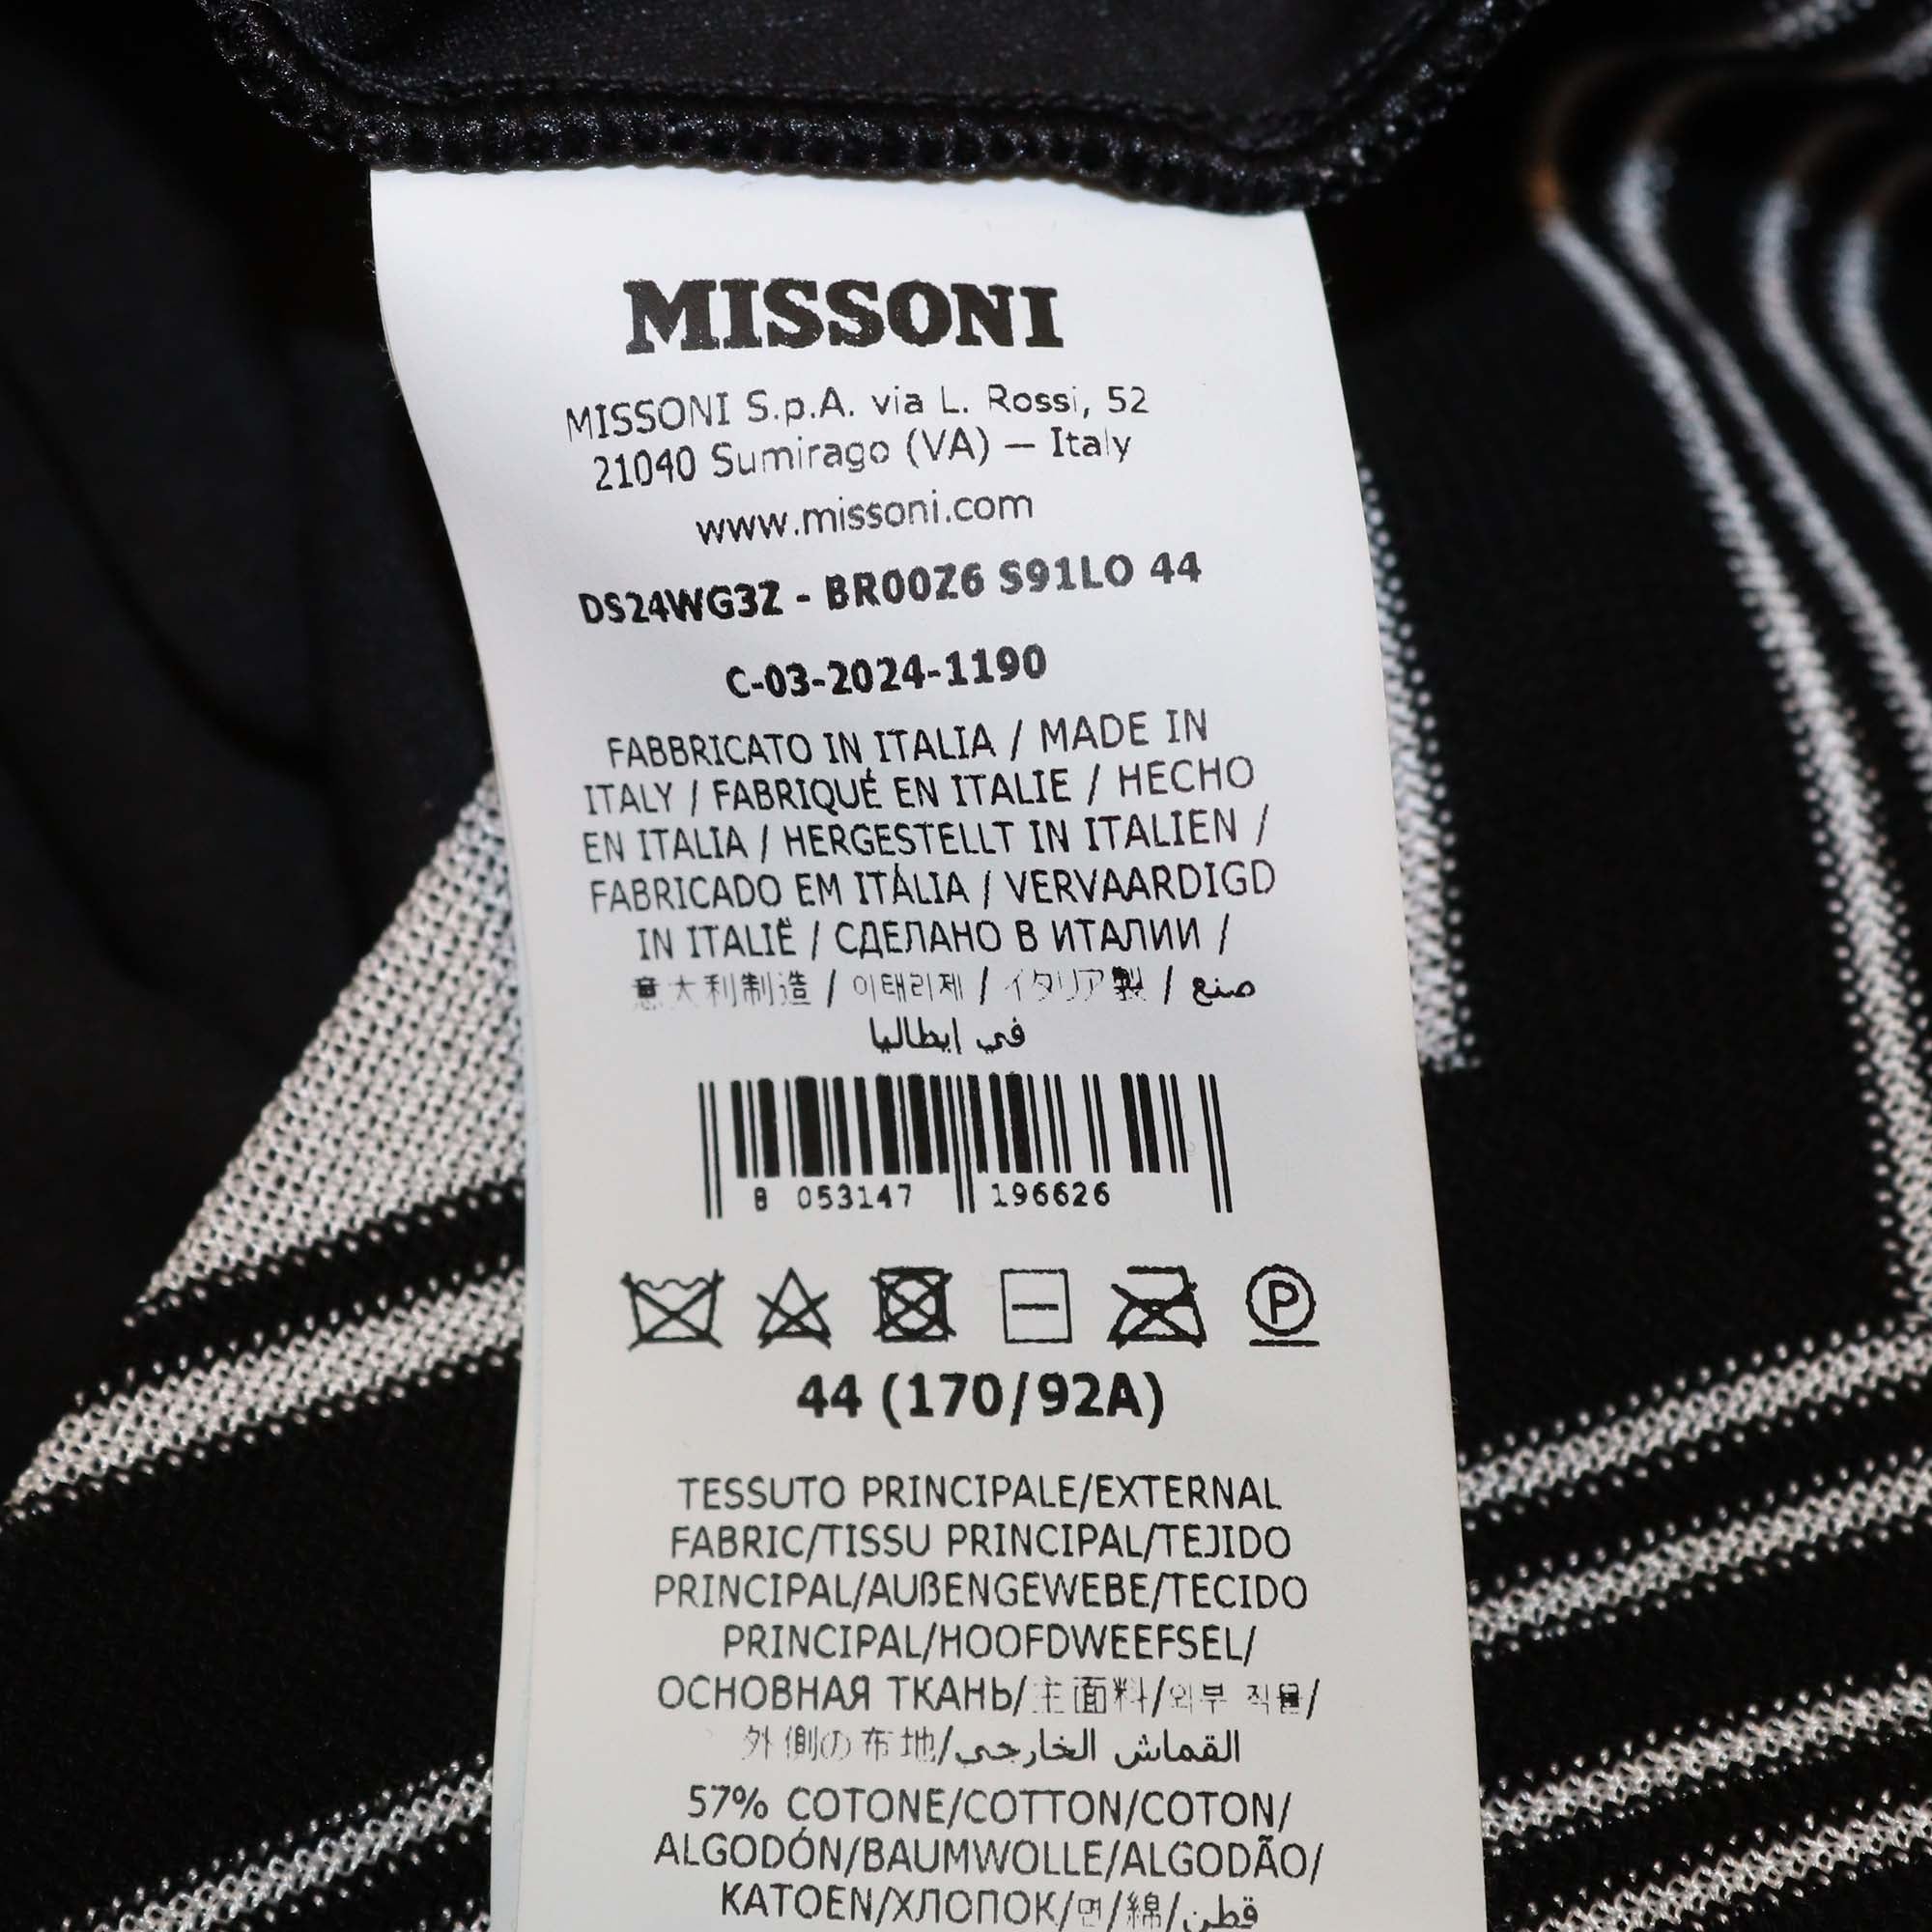 MISSONI
MISSONI S.p.A. via L. Rossi, 52
21040 Sumirago (VA) — Italy
www.missoni.com
DS24WG3Z - BR00Z6 S91LO 44
C-03-2024-1190
FABBRICATO IN ITALIA / MADE IN
ITALY / FABRIQUÉ EN ITALIE / HECHO
EN ITALIA / HERGESTELLT IN ITALIEN /
FABRICADO EM ITÁLIA / VERVAARDIGD
IN ITALIË / СДЕЛАНО В ИТАЛИИ /
意大利制造 / 이태리제 / イタリア製 / صنع
في ايطاليا
8 053147 196626
P
44 (170/92A)
TESSUTO PRINCIPALE/EXTERNAL
FABRIC/TISSU PRINCIPAL/TEJIDO
PRINCIPAL/AUßENGEWEBE/TECIDO
PRINCIPAL/HOOFDWEEFSEL/
ОСНОВНАЯ ТКАНЬ/主面料/외부 직물/
外側の布地/القماش الخارجي
57% COTONE/COTTON/COTON/
ALGODÓN/BAUMWOLLE/ALGODÃO/
KATOEN/ХЛОПОК/면/綿/قطن